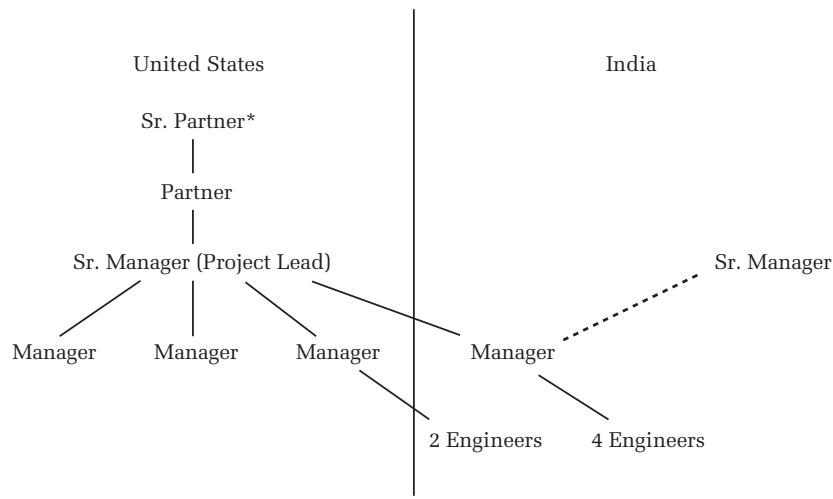 United States India
Sr. Partner*
Partner
Sr. Manager (Project Lead) Sr. Manager
Manager Manager Manager Manager
2 Engineers 4 Engineers